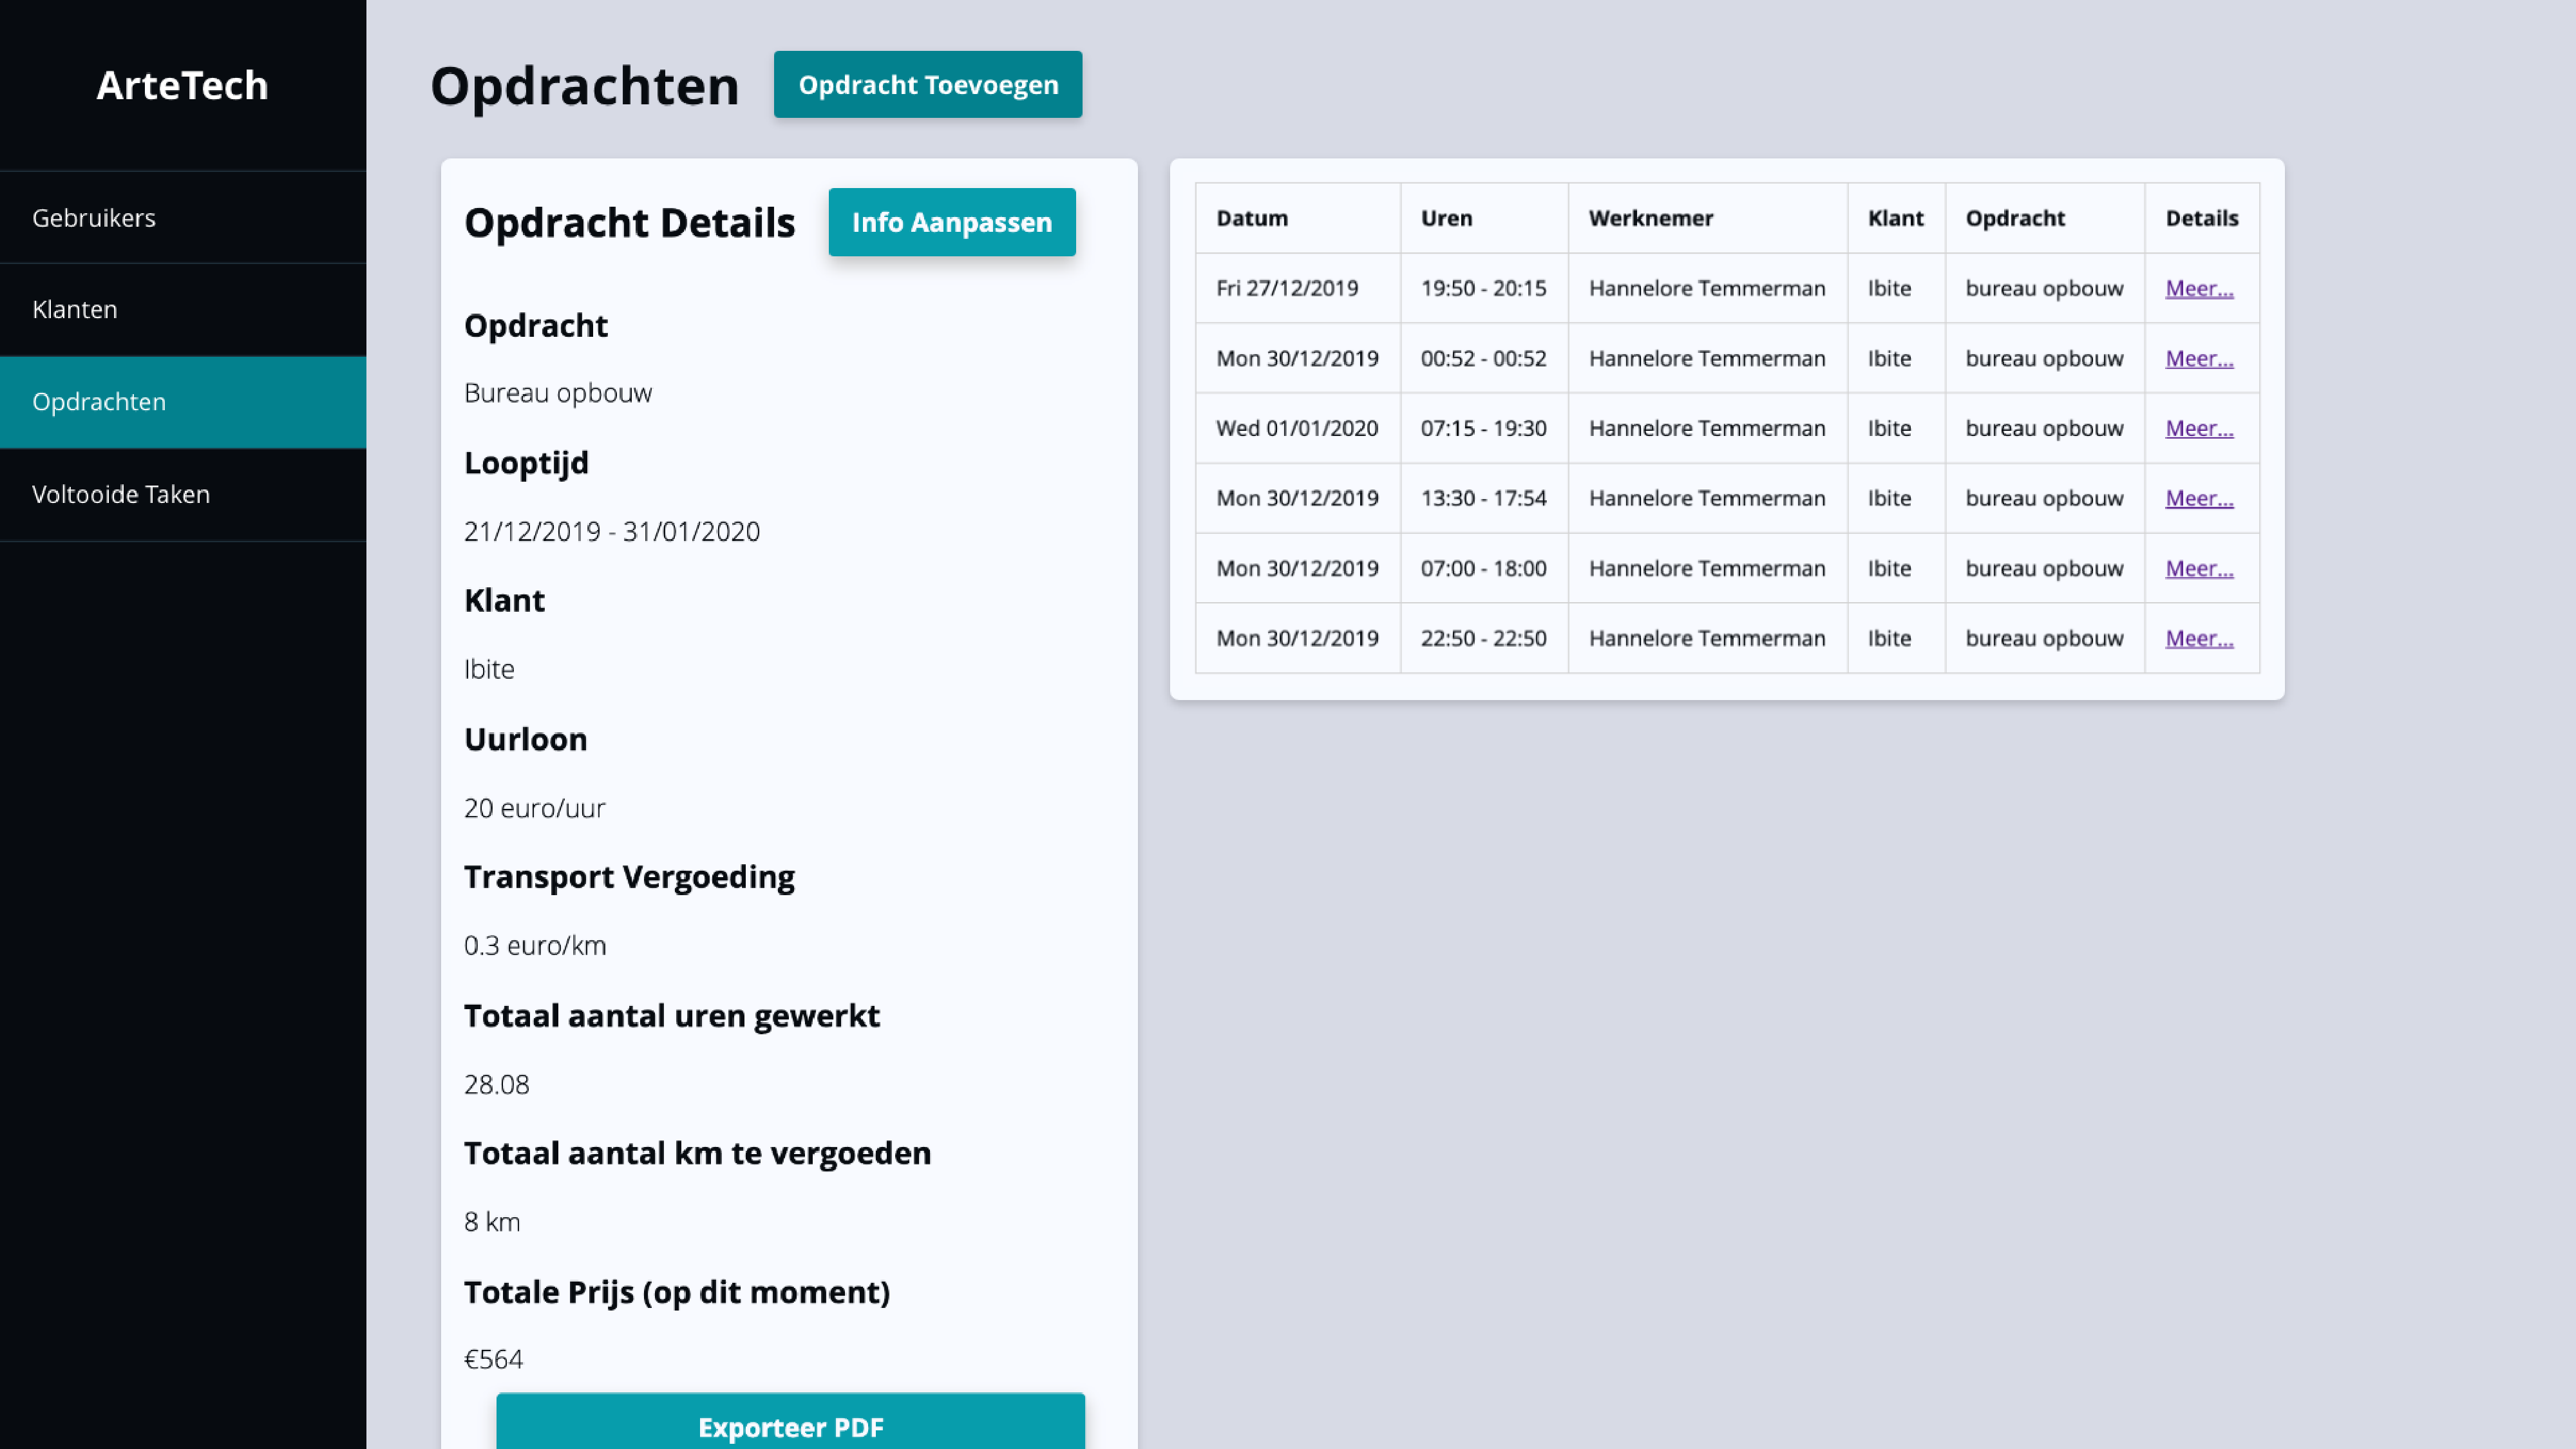 ArteTech
Gebruikers
Klanten
Opdrachten
Voltooide Taken
Opdrachten
Opdracht Toevoegen
Opdracht Details
Info Aanpassen
Opdracht
Bureau opbouw
Looptijd
21/12/2019 - 31/01/2020
Klant
Ibite
Uurloon
20 euro/uur
Transport Vergoeding
0.3 euro/km
Totaal aantal uren gewerkt
28.08
Totaal aantal km te vergoeden
8 km
Totale Prijs (op dit moment)
€564
Exporteer PDF
Datum Uren Werknemer Klant Opdracht Details
Fri 27/12/2019 19:50 - 20:15 Hannelore Temmerman Ibite bureau opbouw Meer...
Mon 30/12/2019 00:52 - 00:52 Hannelore Temmerman Ibite bureau opbouw Meer...
Wed 01/01/2020 07:15 - 19:30 Hannelore Temmerman Ibite bureau opbouw Meer...
Mon 30/12/2019 13:30 - 17:54 Hannelore Temmerman Ibite bureau opbouw Meer...
Mon 30/12/2019 07:00 - 18:00 Hannelore Temmerman Ibite bureau opbouw Meer...
Mon 30/12/2019 22:50 - 22:50 Hannelore Temmerman Ibite bureau opbouw Meer...